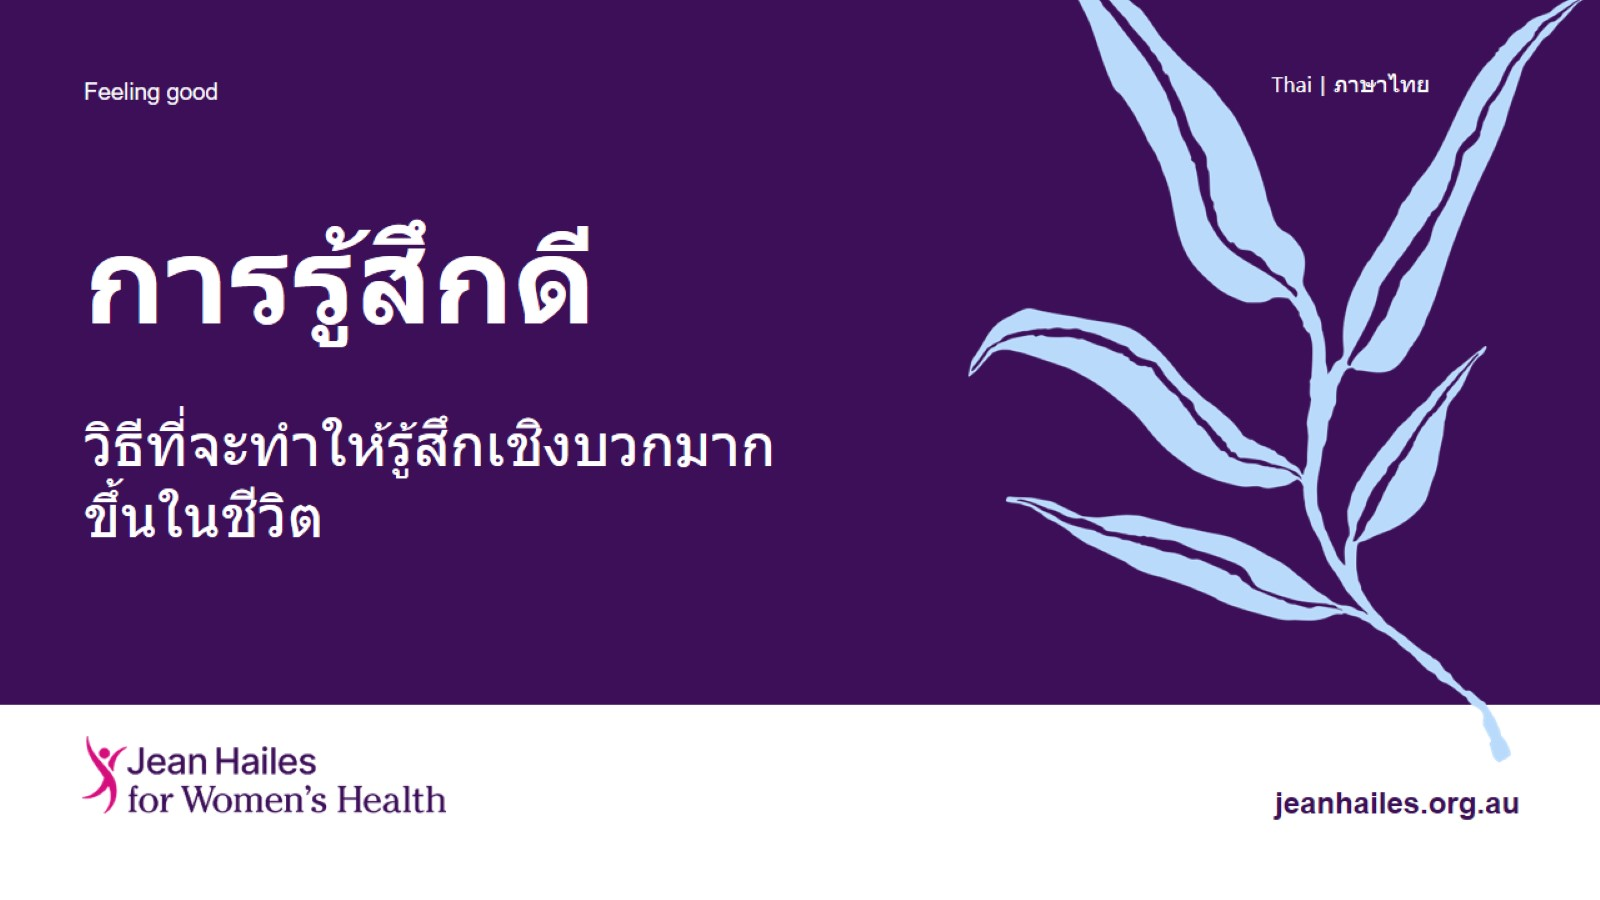 Feeling good
Thai | ภาษาไทย
การรู้สึกดี
วิธีที่จะทำให้รู้สึกเชิงบวกมาก
ขึ้นในชีวิต
Jean Hailes
for Women's Health
jeanhailes.org.au